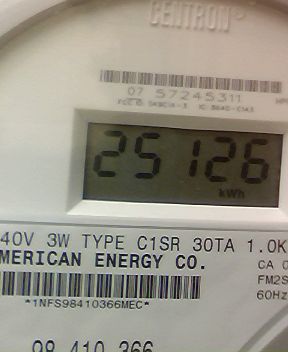 CENTRON®
07 57245311
25126
kWh
40V 3W TYPE C1SR 30TA 1.0K
MERICAN ENERGY CO.
CA 0
FM2S
60Hz
*1NFS98410366MEC*
98 410 366